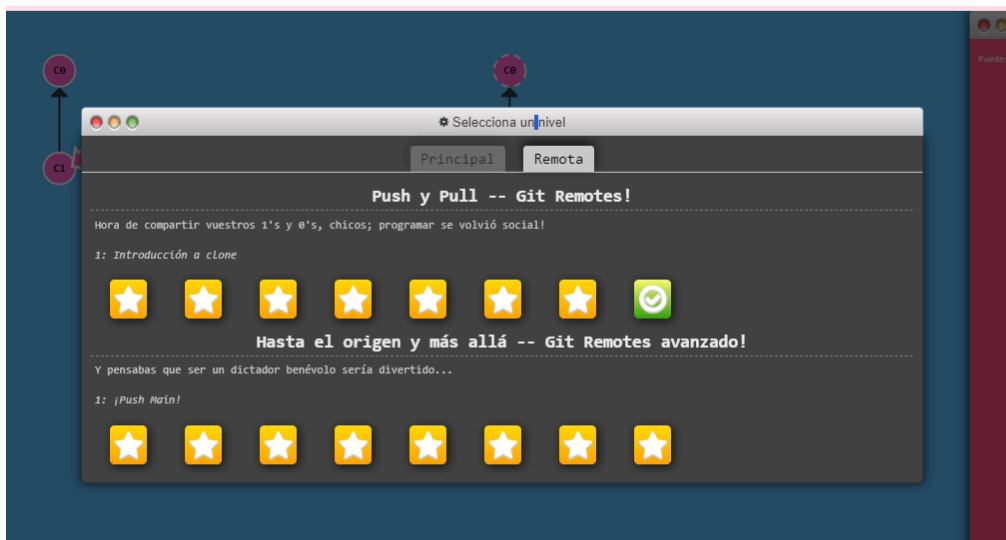 C0
C0
Puede
Selecciona un nivel
C1
Principal
Remota
Push y Pull -- Git Remotes!
Hora de compartir vuestros 1's y 0's, chicos; programar se volvió social!
1: Introducción a clone
Hasta el origen y más allá -- Git Remotes avanzado!
Y pensabas que ser un dictador benévolo sería divertido...
1: ¡Push Main!